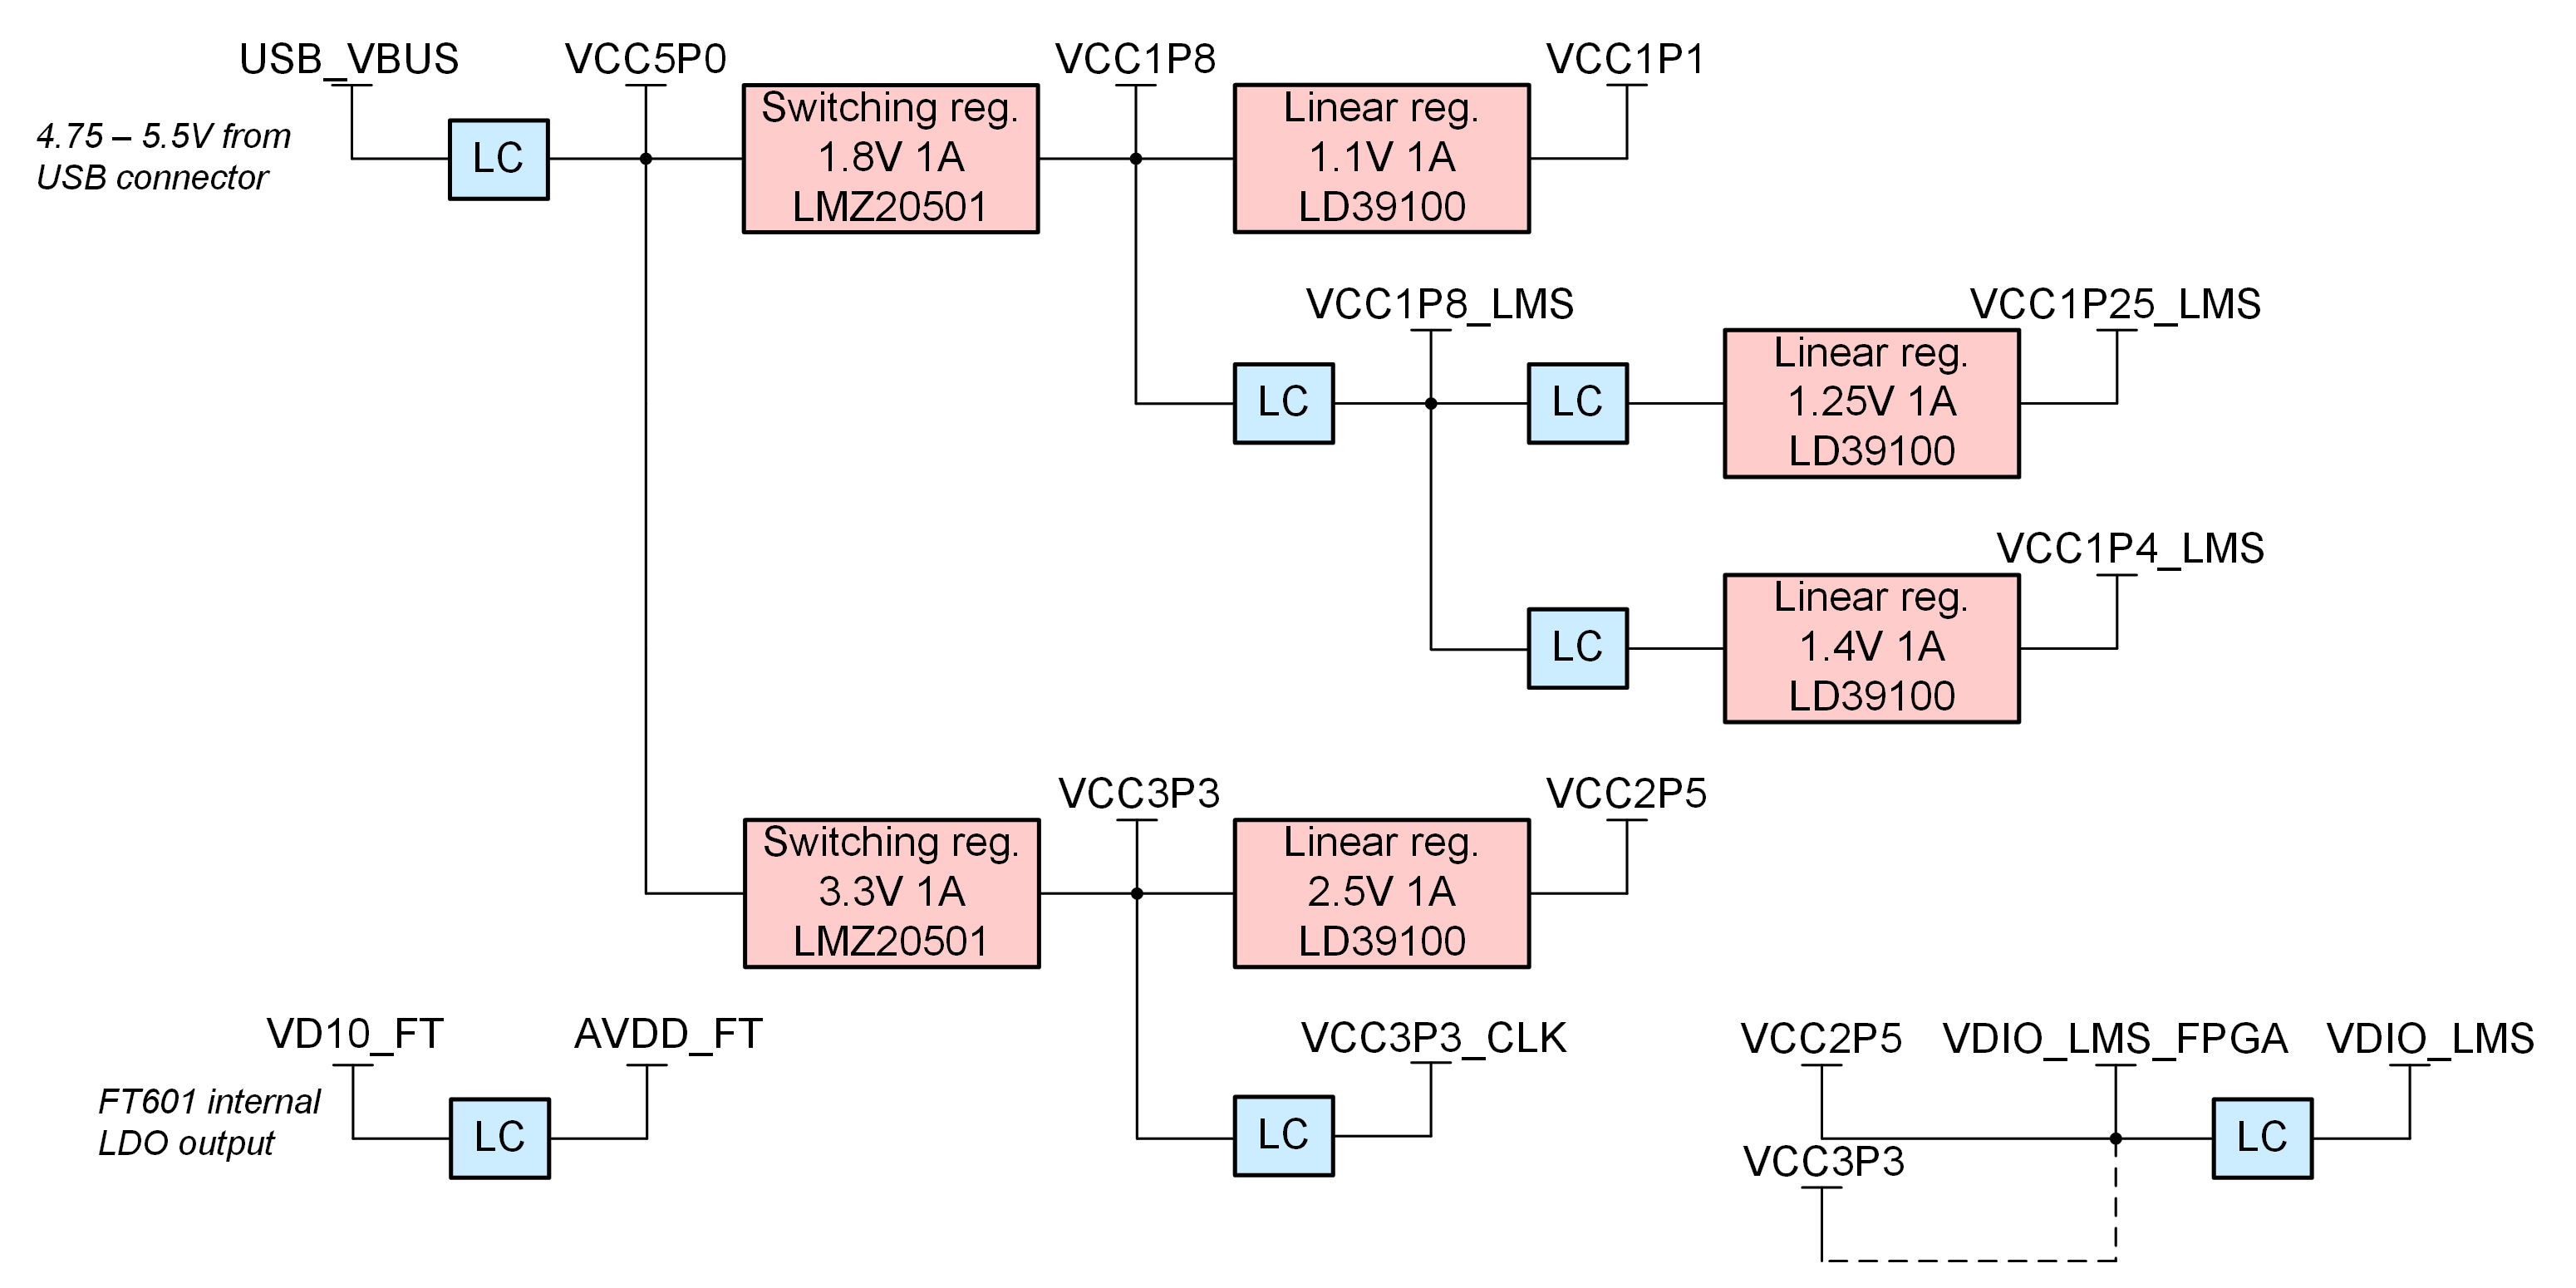 USB_VBUS
VCC5P0
VCC1P8
VCC1P1
4.75 – 5.5V from
USB connector
LC
Switching reg.
1.8V 1A
LMZ20501
Linear reg.
1.1V 1A
LD39100
VCC1P8_LMS
VCC1P25_LMS
LC
LC
Linear reg.
1.25V 1A
LD39100
VCC1P4_LMS
LC
Linear reg.
1.4V 1A
LD39100
VCC3P3
VCC2P5
Switching reg.
3.3V 1A
LMZ20501
Linear reg.
2.5V 1A
LD39100
VD10_FT
AVDD_FT
FT601 internal
LDO output
LC
VCC3P3_CLK
LC
VCC2P5
VDIO_LMS_FPGA
VDIO_LMS
LC
VCC3P3